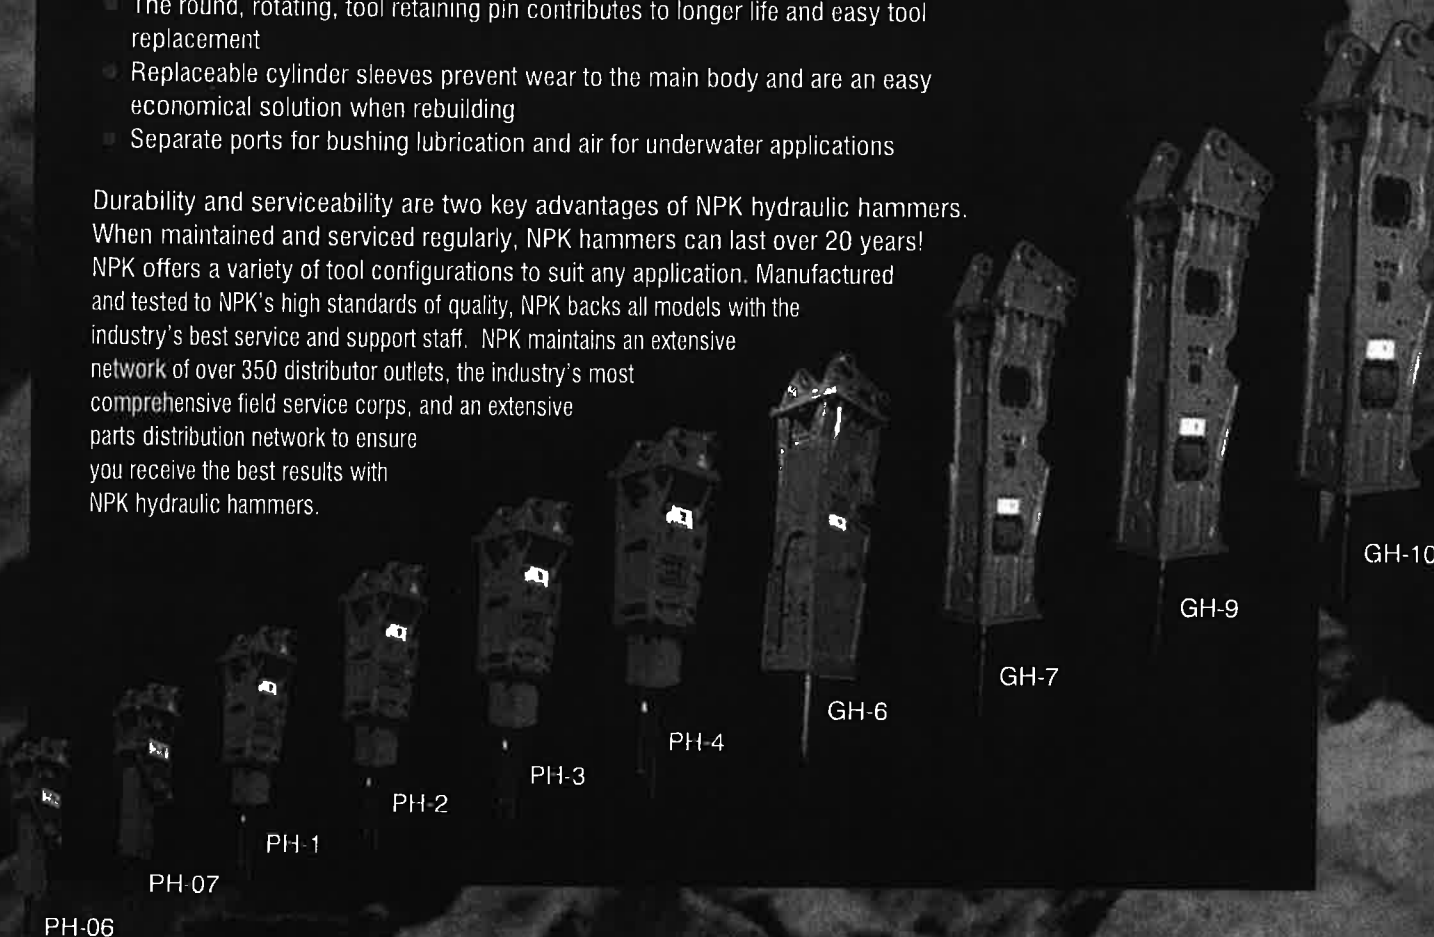 The round, rotating, tool retaining pin contributes to longer life and easy tool
replacement
Replaceable cylinder sleeves prevent wear to the main body and are an easy
economical solution when rebuilding
Separate ports for bushing lubrication and air for underwater applications
Durability and serviceability are two key advantages of NPK hydraulic hammers.
When maintained and serviced regularly, NPK hammers can last over 20 years!
NPK offers a variety of tool configurations to suit any application. Manufactured
and tested to NPK's high standards of quality, NPK backs all models with the
industry's best service and support staff. NPK maintains an extensive
network of over 350 distributor outlets, the industry's most
comprehensive field service corps, and an extensive
parts distribution network to ensure
you receive the best results with
NPK hydraulic hammers.
GH-10
GH-9
GH-7
GH-6
PH-4
PH-3
PH-2
PH-1
PH-07
PH-06